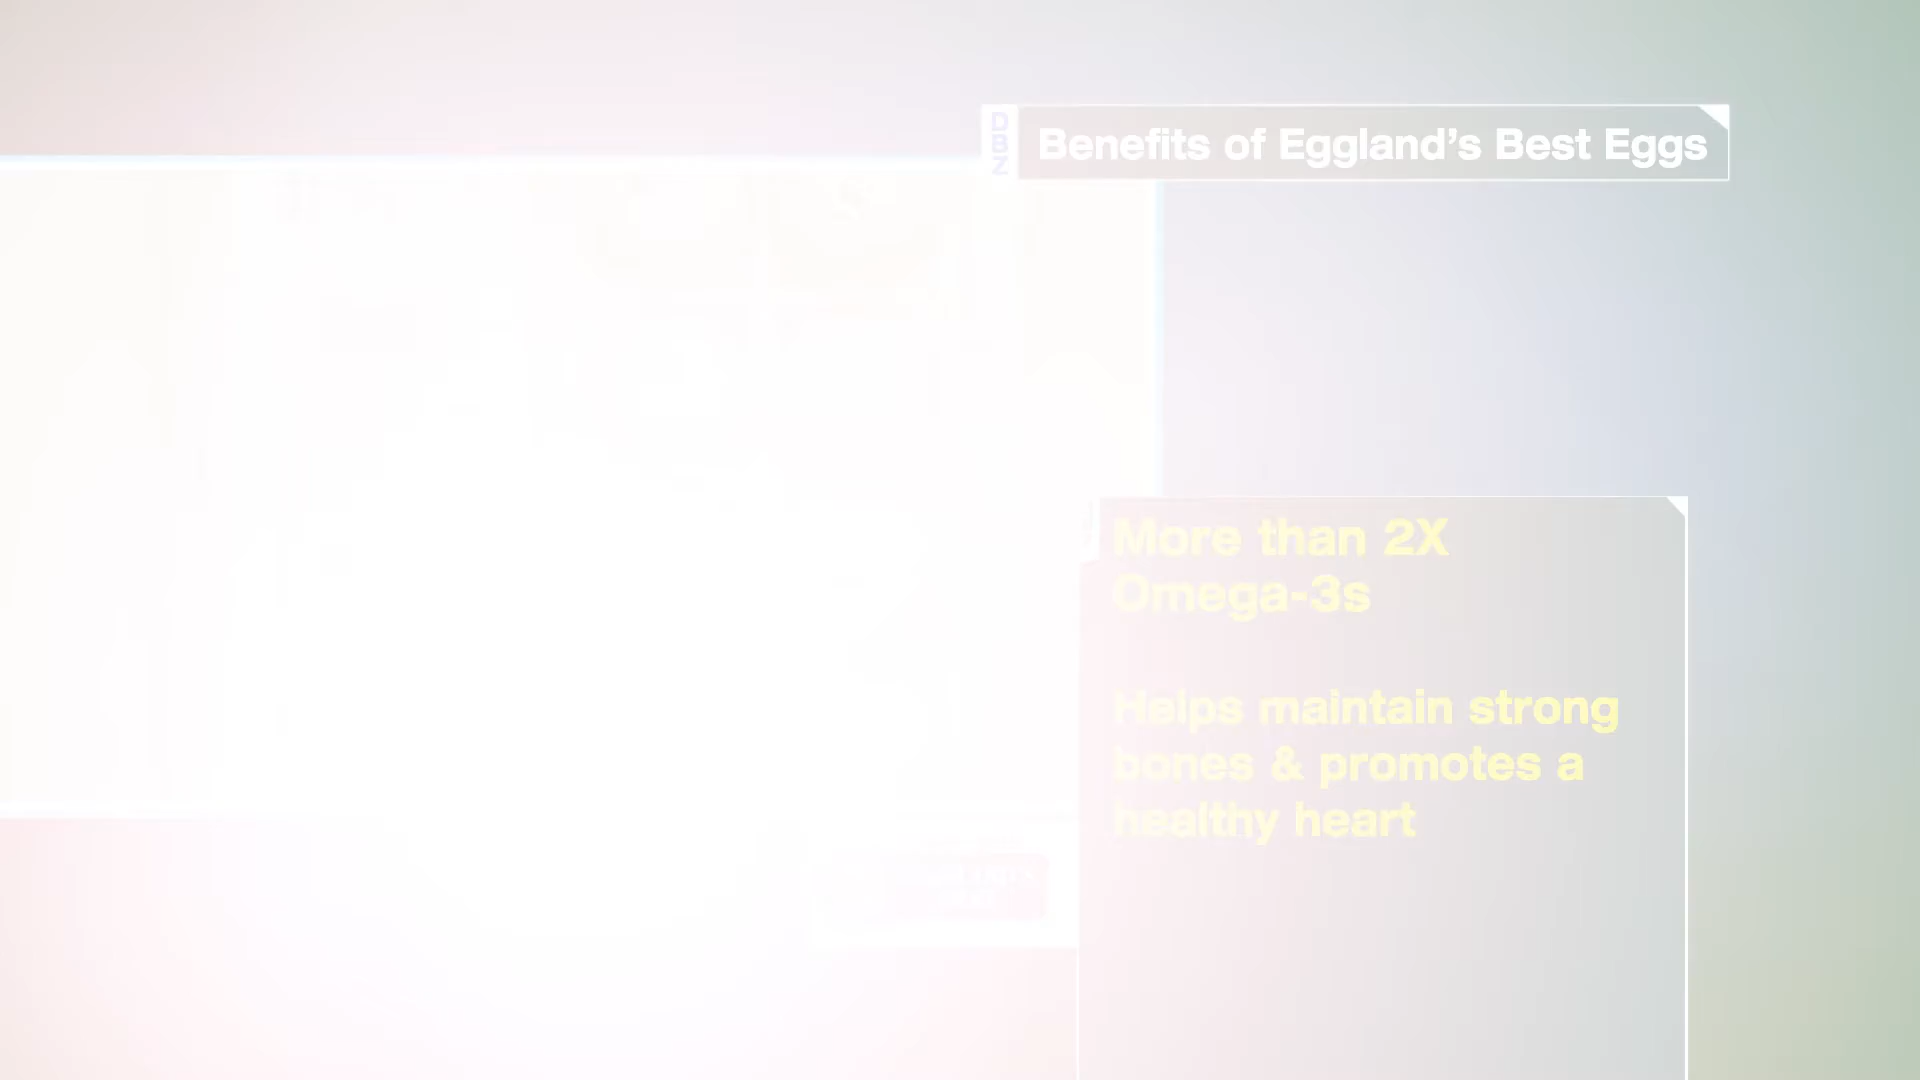 DBZ
Benefits of Eggland's Best Eggs
More than 2X
Omega-3s
Helps maintain strong
bones & promotes a
healthy heart